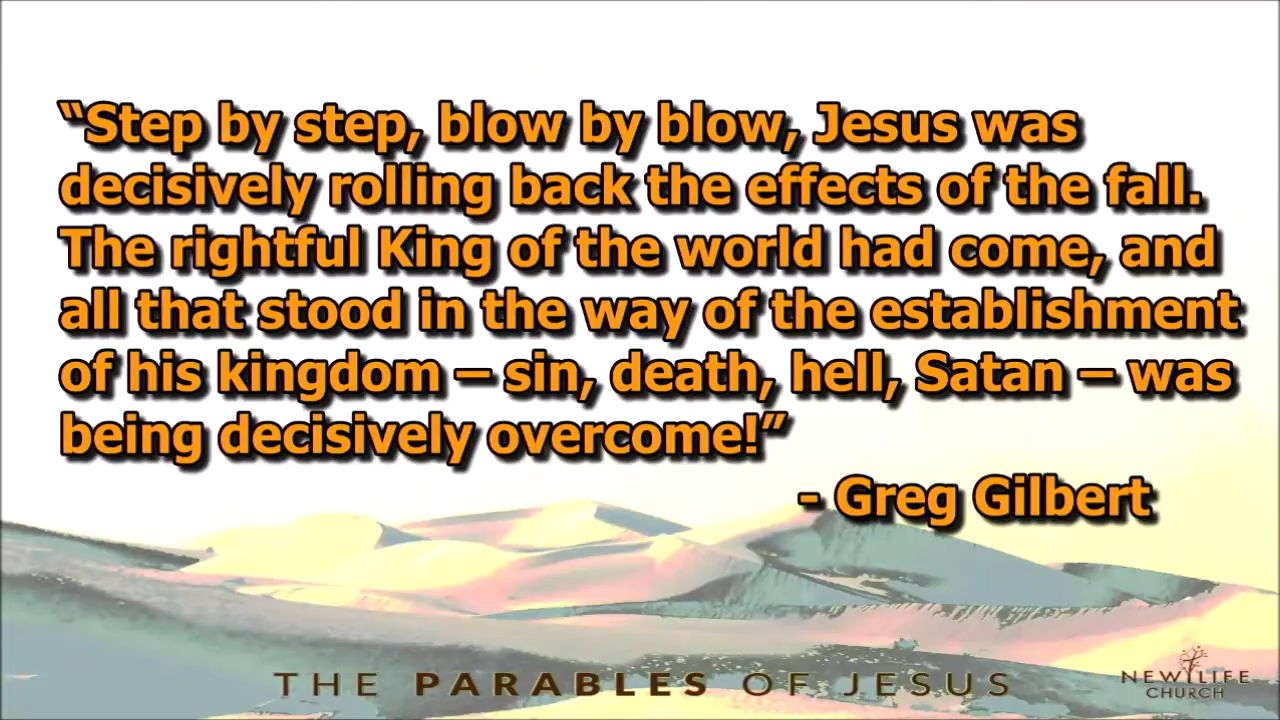 “Step by step, blow by blow, Jesus was
decisively rolling back the effects of the fall.
The rightful King of the world had come, and
all that stood in the way of the establishment
of his kingdom – sin, death, hell, Satan – was
being decisively overcome!”
- Greg Gilbert
THE PARABLES OF JESUS
NEW LIFE
CHURCH